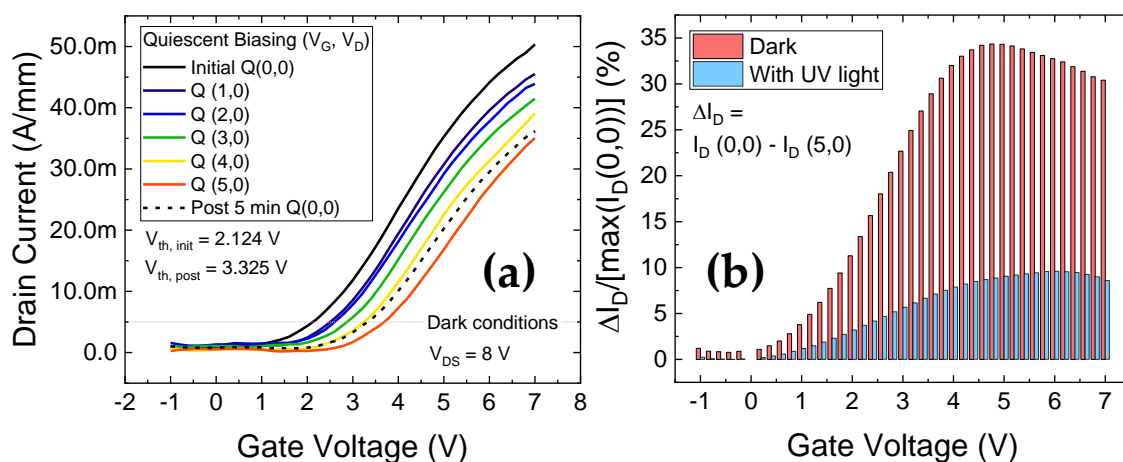 Drain Current (A/mm)
50.0m
40.0m
30.0m
20.0m
10.0m
0.0
Quiescent Biasing (V_G, V_D)
Initial Q(0,0)
Q (1,0)
Q (2,0)
Q (3,0)
Q (4,0)
Q (5,0)
Post 5 min Q(0,0)
V_th, init = 2.124 V
V_th, post = 3.325 V
(a)
Dark conditions
V_DS = 8 V
-2 -1 0 1 2 3 4 5 6 7 8
Gate Voltage (V)
ΔI_D/[max(I_D(0,0))] (%)
35
30
25
20
15
10
5
0
Dark
With UV light
ΔI_D =
I_D (0,0) - I_D (5,0)
(b)
-1 0 1 2 3 4 5 6 7
Gate Voltage (V)